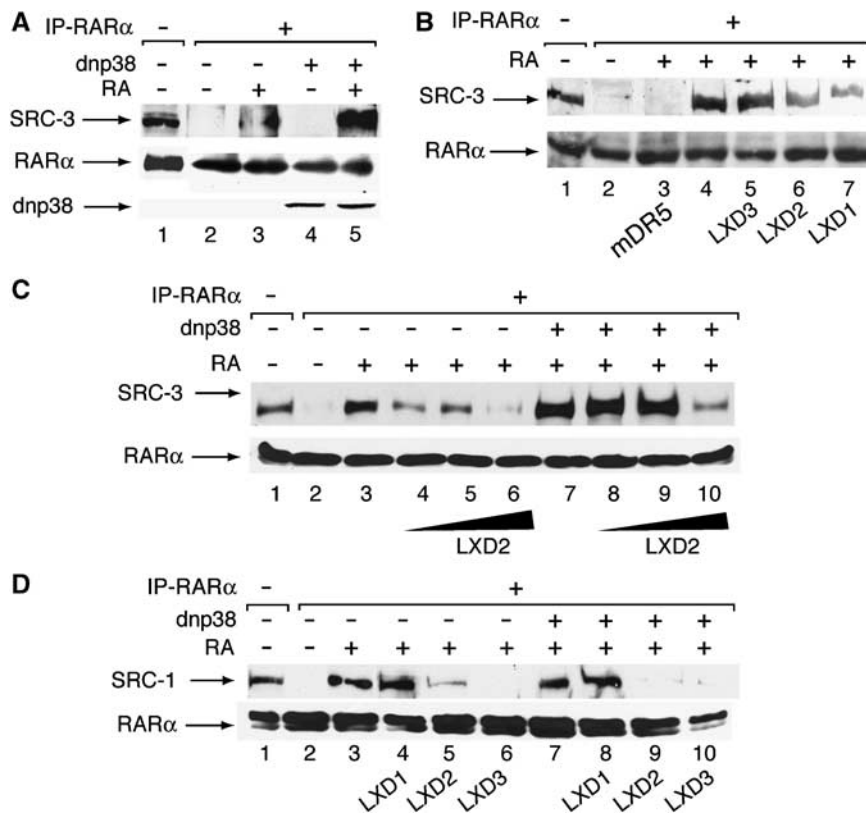 A
IP-RARα - +
dnp38 - - + +
RA - + - +
SRC-3
RARα
dnp38
1 2 3 4 5
B
IP-RARα - +
RA - - + + + + +
SRC-3
RARα
1 2 3 4 5 6 7
mDR5 LXD3 LXD2 LXD1
C
IP-RARα - +
dnp38 - - - - - - + + + +
RA - - + + + + + + + +
SRC-3
RARα
1 2 3 4 5 6 7 8 9 10
LXD2 LXD2
D
IP-RARα - +
dnp38 - - - - - - + + + +
RA - - + + + + + + + +
SRC-1
RARα
1 2 3 4 5 6 7 8 9 10
LXD1 LXD2 LXD3 LXD1 LXD2 LXD3